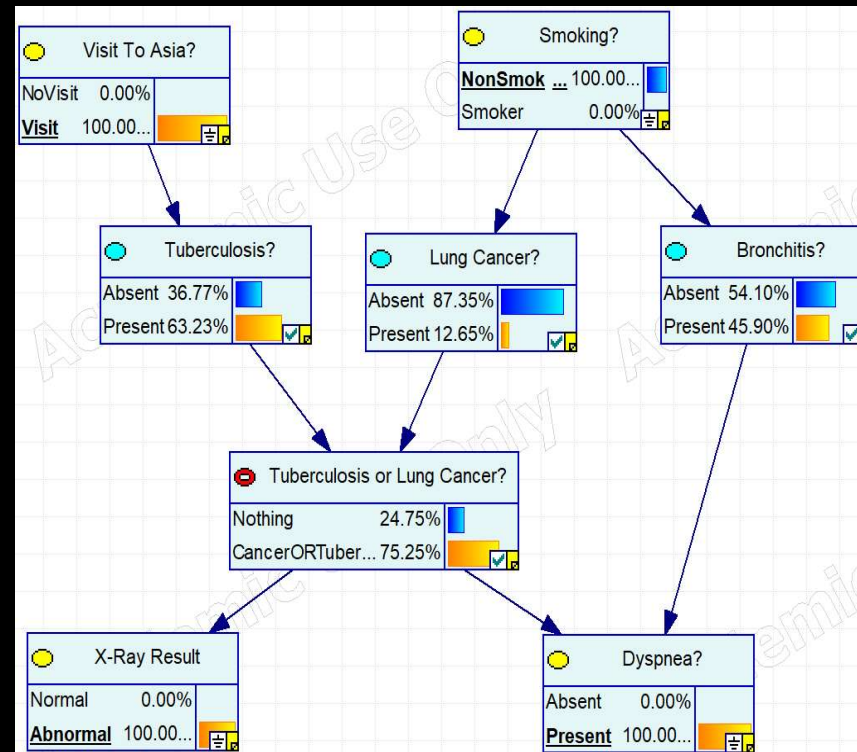 Visit To Asia?
NoVisit 0.00%
Visit 100.00...
Smoking?
NonSmok ... 100.00...
Smoker 0.00%
Tuberculosis?
Absent 36.77%
Present 63.23%
Lung Cancer?
Absent 87.35%
Present 12.65%
Bronchitis?
Absent 54.10%
Present 45.90%
Tuberculosis or Lung Cancer?
Nothing 24.75%
CancerORTuber... 75.25%
X-Ray Result
Normal 0.00%
Abnormal 100.00...
Dyspnea?
Absent 0.00%
Present 100.00...